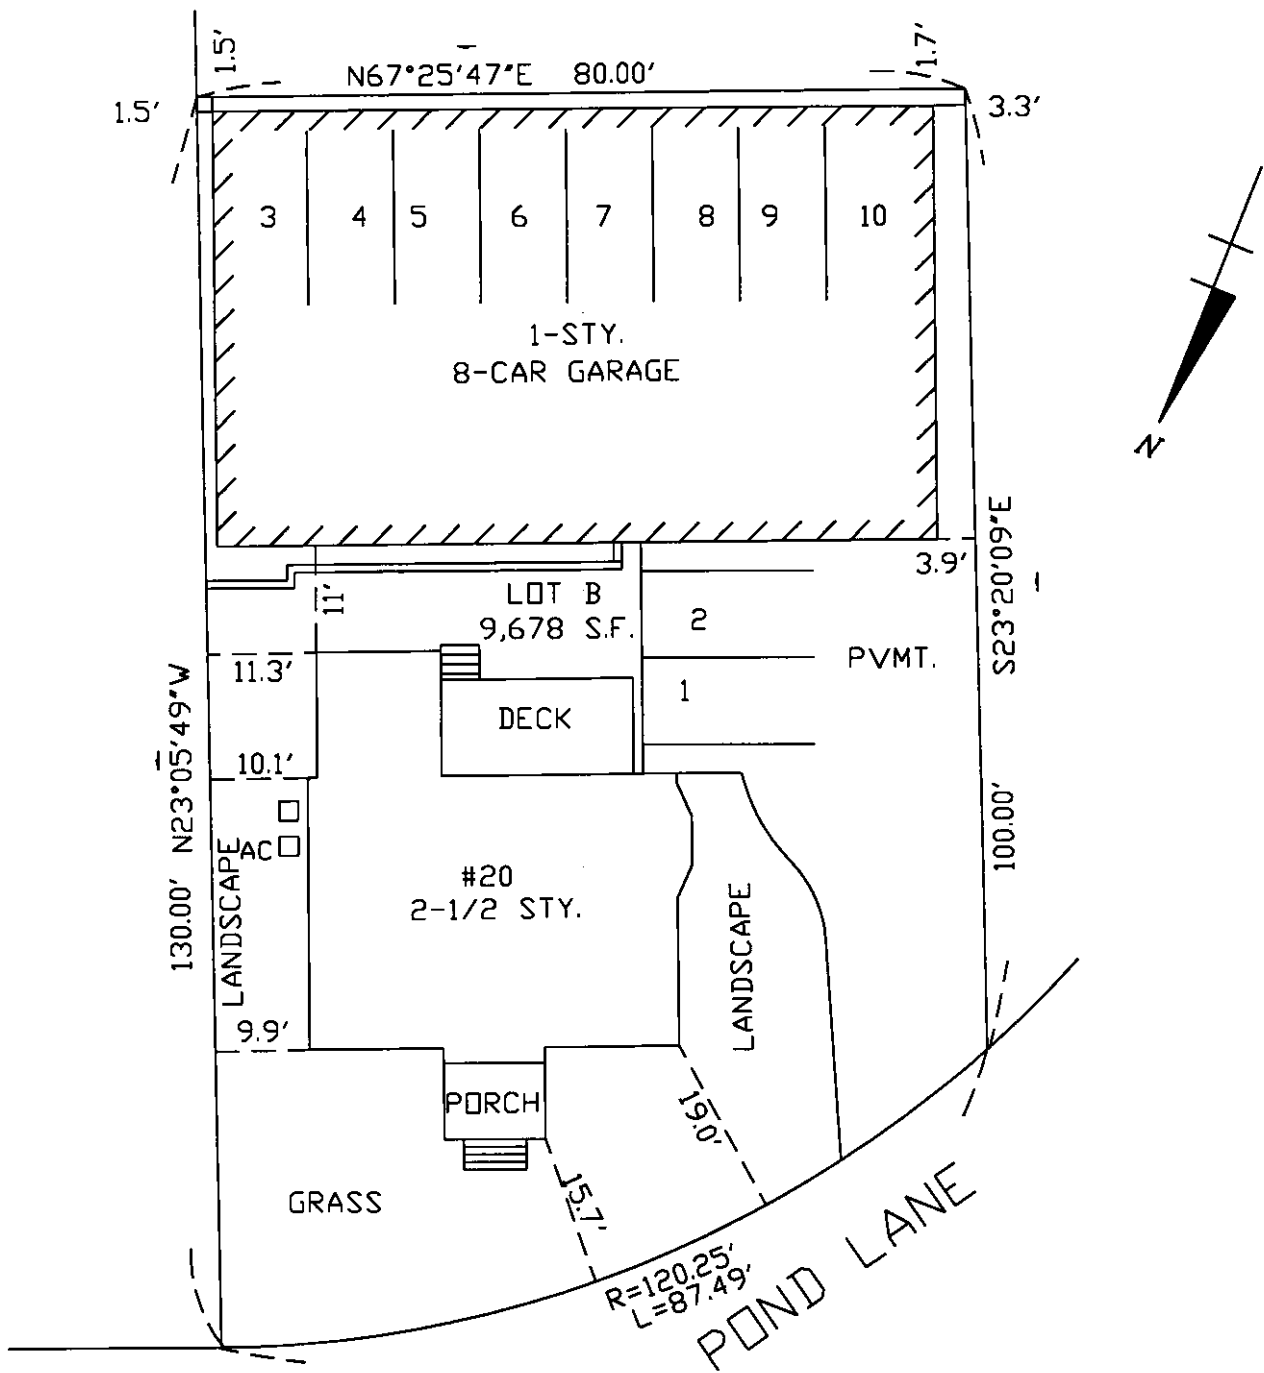 1.5'
1.7'
N67°25'47"E 80.00'
1.5'
3.3'
3 4 5 6 7 8 9 10
1-STY.
8-CAR GARAGE
N
3.9'
S23°20'09"E
100.00'
11'
LOT B
9,678 S.F.
2
PVMT.
11.3'
1
DECK
10.1'
N23°05'49"W
130.00'
AC
LANDSCAPE
#20
2-1/2 STY.
LANDSCAPE
9.9'
PORCH
19.0'
15.7'
GRASS
R=120.25'
L=87.49'
POND LANE